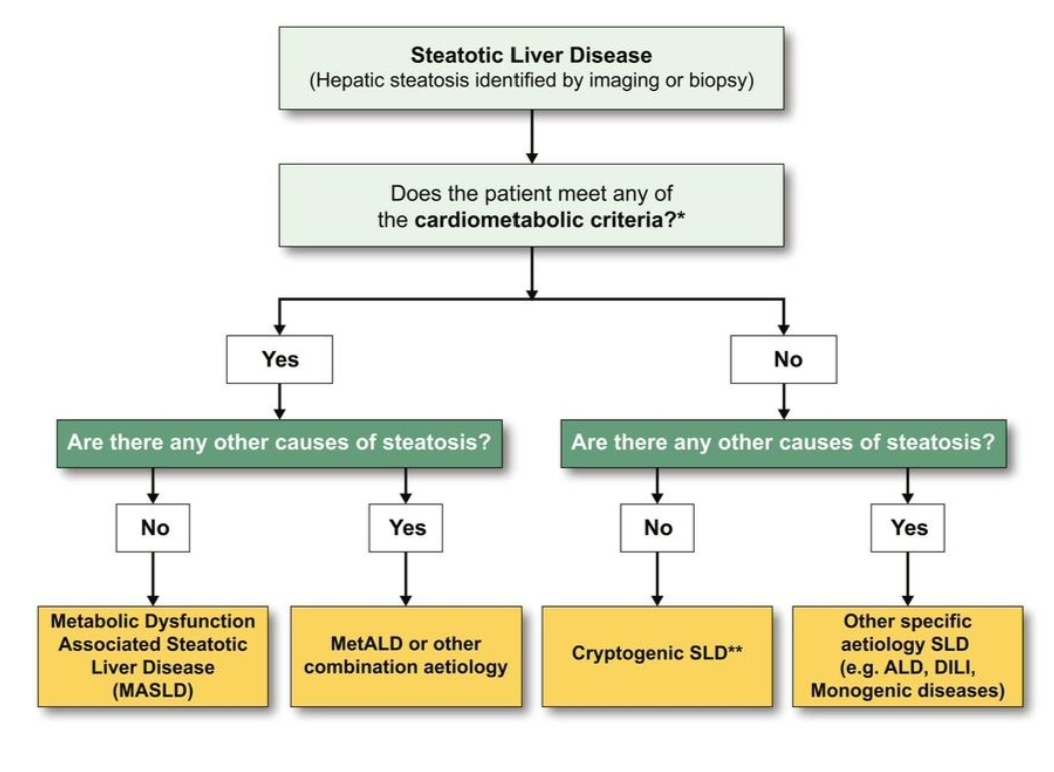 Steatotic Liver Disease
(Hepatic steatosis identified by imaging or biopsy)
Does the patient meet any of
the cardiometabolic criteria?*
Yes
No
Are there any other causes of steatosis?
Are there any other causes of steatosis?
No
Yes
No
Yes
Metabolic Dysfunction
Associated Steatotic
Liver Disease
(MASLD)
MetALD or other
combination aetiology
Cryptogenic SLD**
Other specific
aetiology SLD
(e.g. ALD, DILI,
Monogenic diseases)